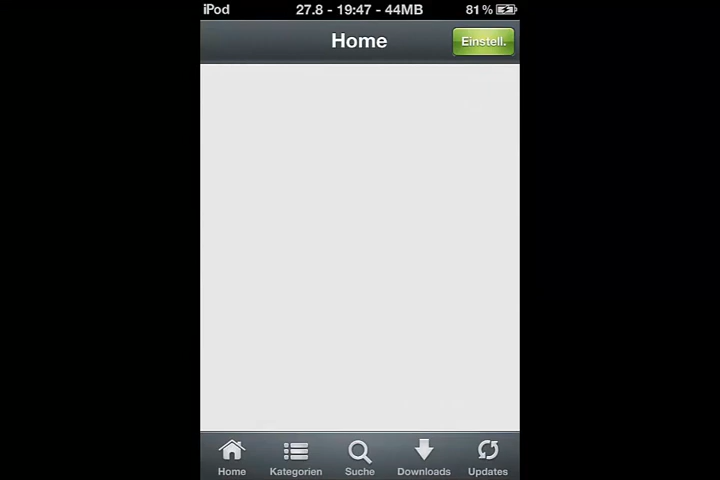 iPod 27.8 - 19:47 - 44MB 81%
Home Einstell.
Home Kategorien Suche Downloads Updates